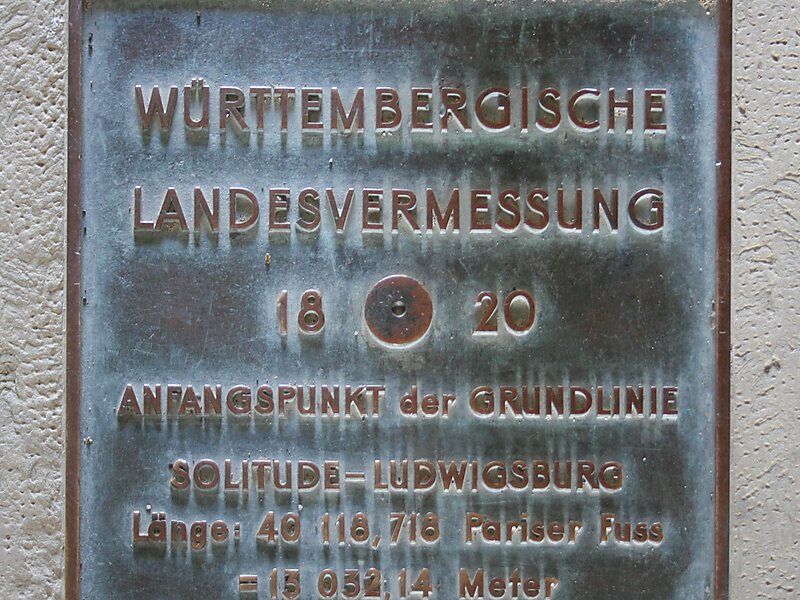 WÜRTTEMBERGISCHE
LANDESVERMESSUNG
18 20
ANFANGSPUNKT der GRUNDLINIE
SOLITUDE-LUDWIGSBURG
Länge: 40 118,718 Pariser Fuss
= 13 032,14 Meter